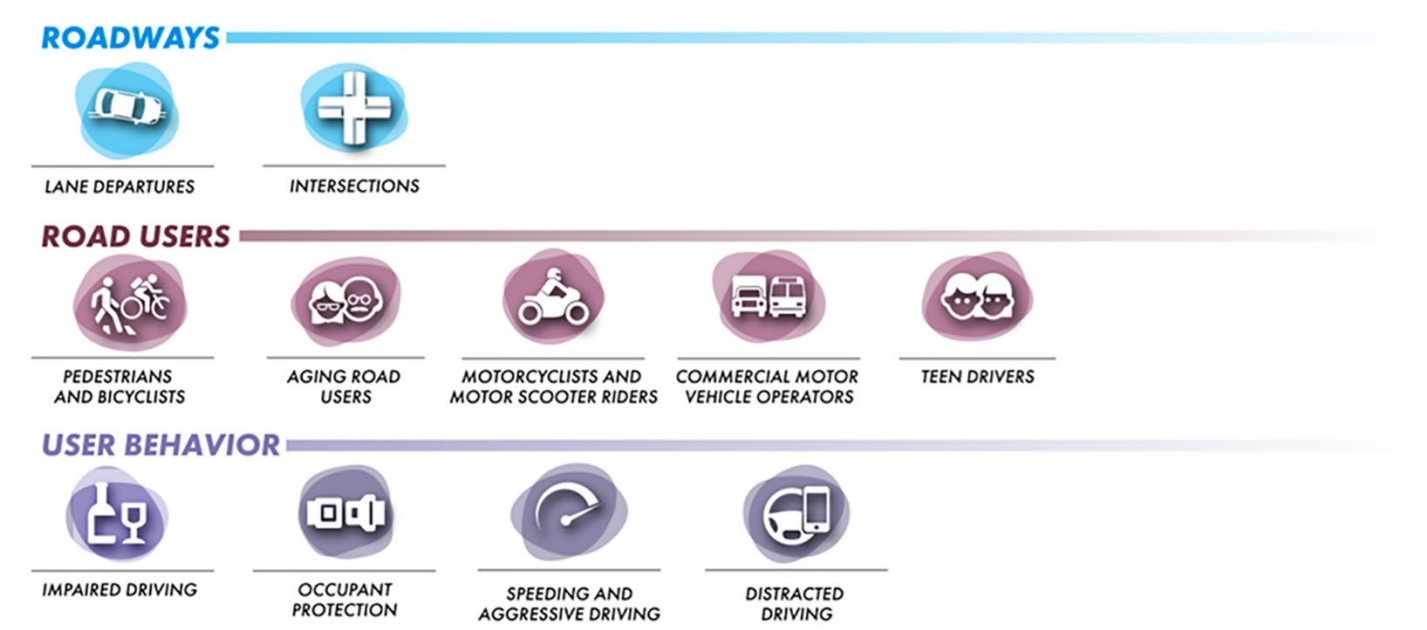 ROADWAYS
LANE DEPARTURES
INTERSECTIONS
ROAD USERS
PEDESTRIANS
AND BICYCLISTS
AGING ROAD
USERS
MOTORCYCLISTS AND
MOTOR SCOOTER RIDERS
COMMERCIAL MOTOR
VEHICLE OPERATORS
TEEN DRIVERS
USER BEHAVIOR
IMPAIRED DRIVING
OCCUPANT
PROTECTION
SPEEDING AND
AGGRESSIVE DRIVING
DISTRACTED
DRIVING